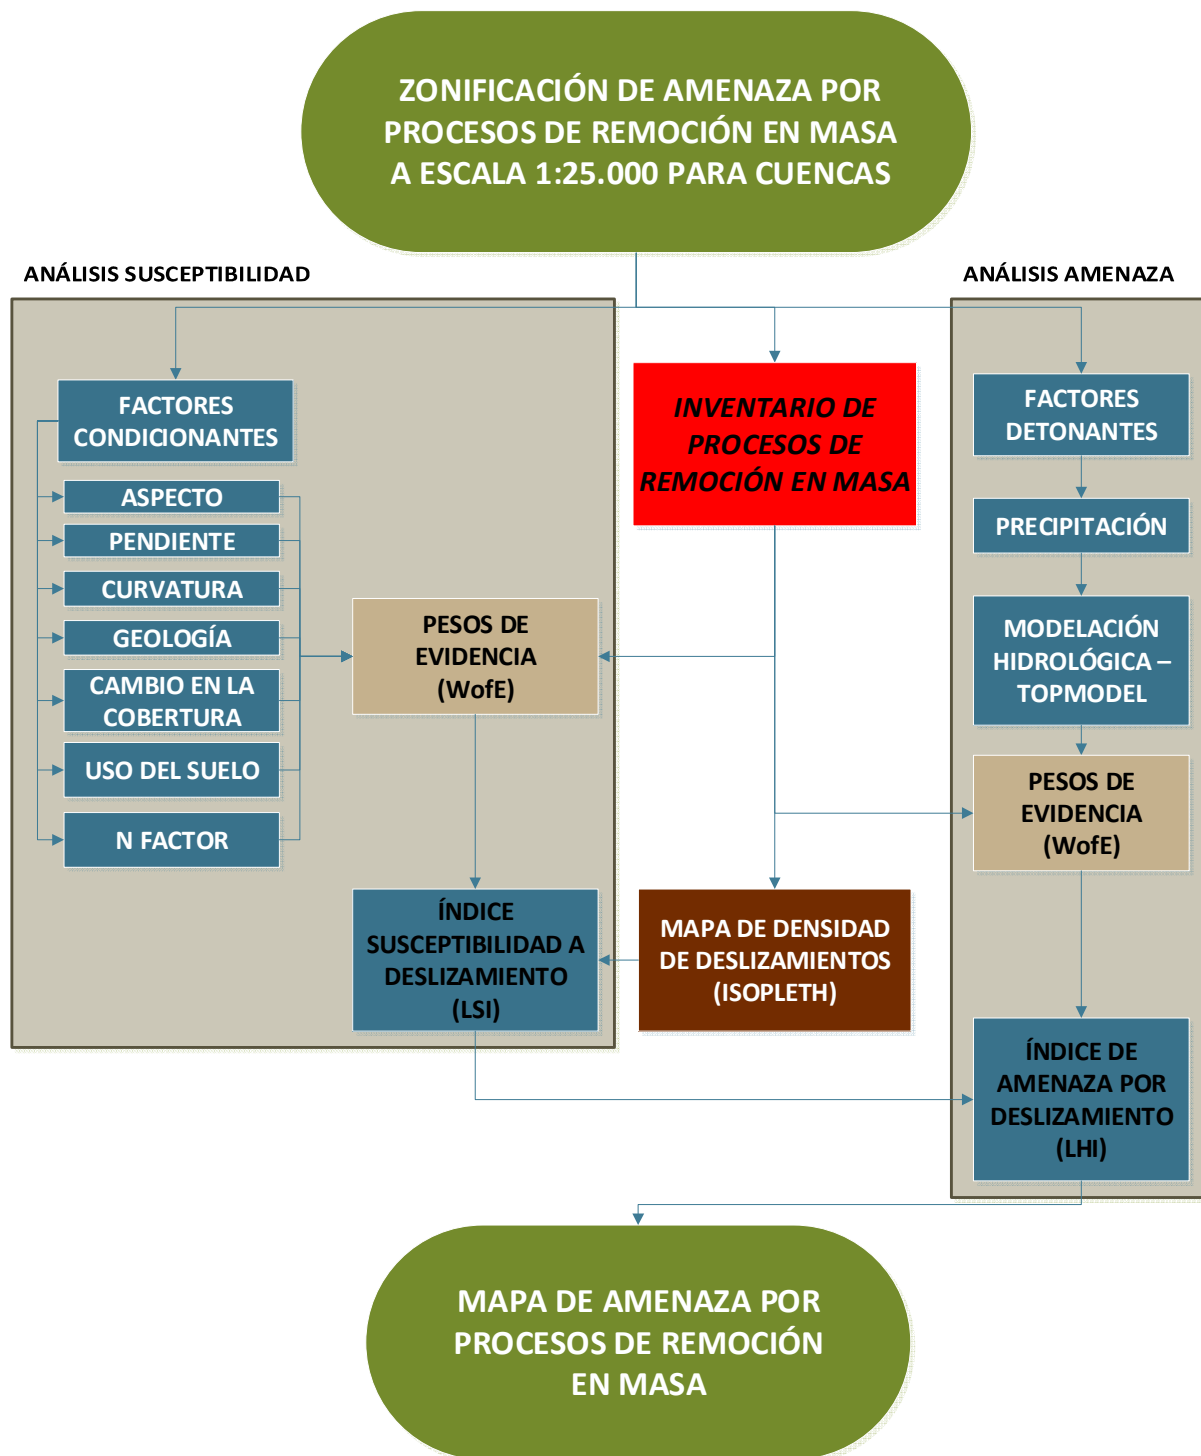 ZONIFICACIÓN DE AMENAZA POR
PROCESOS DE REMOCIÓN EN MASA
A ESCALA 1:25.000 PARA CUENCAS
ANÁLISIS SUSCEPTIBILIDAD
ANÁLISIS AMENAZA
FACTORES
CONDICIONANTES
ASPECTO
PENDIENTE
CURVATURA
GEOLOGÍA
CAMBIO EN LA
COBERTURA
USO DEL SUELO
N FACTOR
PESOS DE
EVIDENCIA
(WofE)
ÍNDICE
SUSCEPTIBILIDAD A
DESLIZAMIENTO
(LSI)
INVENTARIO DE
PROCESOS DE
REMOCIÓN EN MASA
MAPA DE DENSIDAD
DE DESLIZAMIENTOS
(ISOPLETH)
FACTORES
DETONANTES
PRECIPITACIÓN
MODELACIÓN
HIDROLÓGICA –
TOPMODEL
PESOS DE
EVIDENCIA
(WofE)
ÍNDICE DE
AMENAZA POR
DESLIZAMIENTO
(LHI)
MAPA DE AMENAZA POR
PROCESOS DE REMOCIÓN
EN MASA